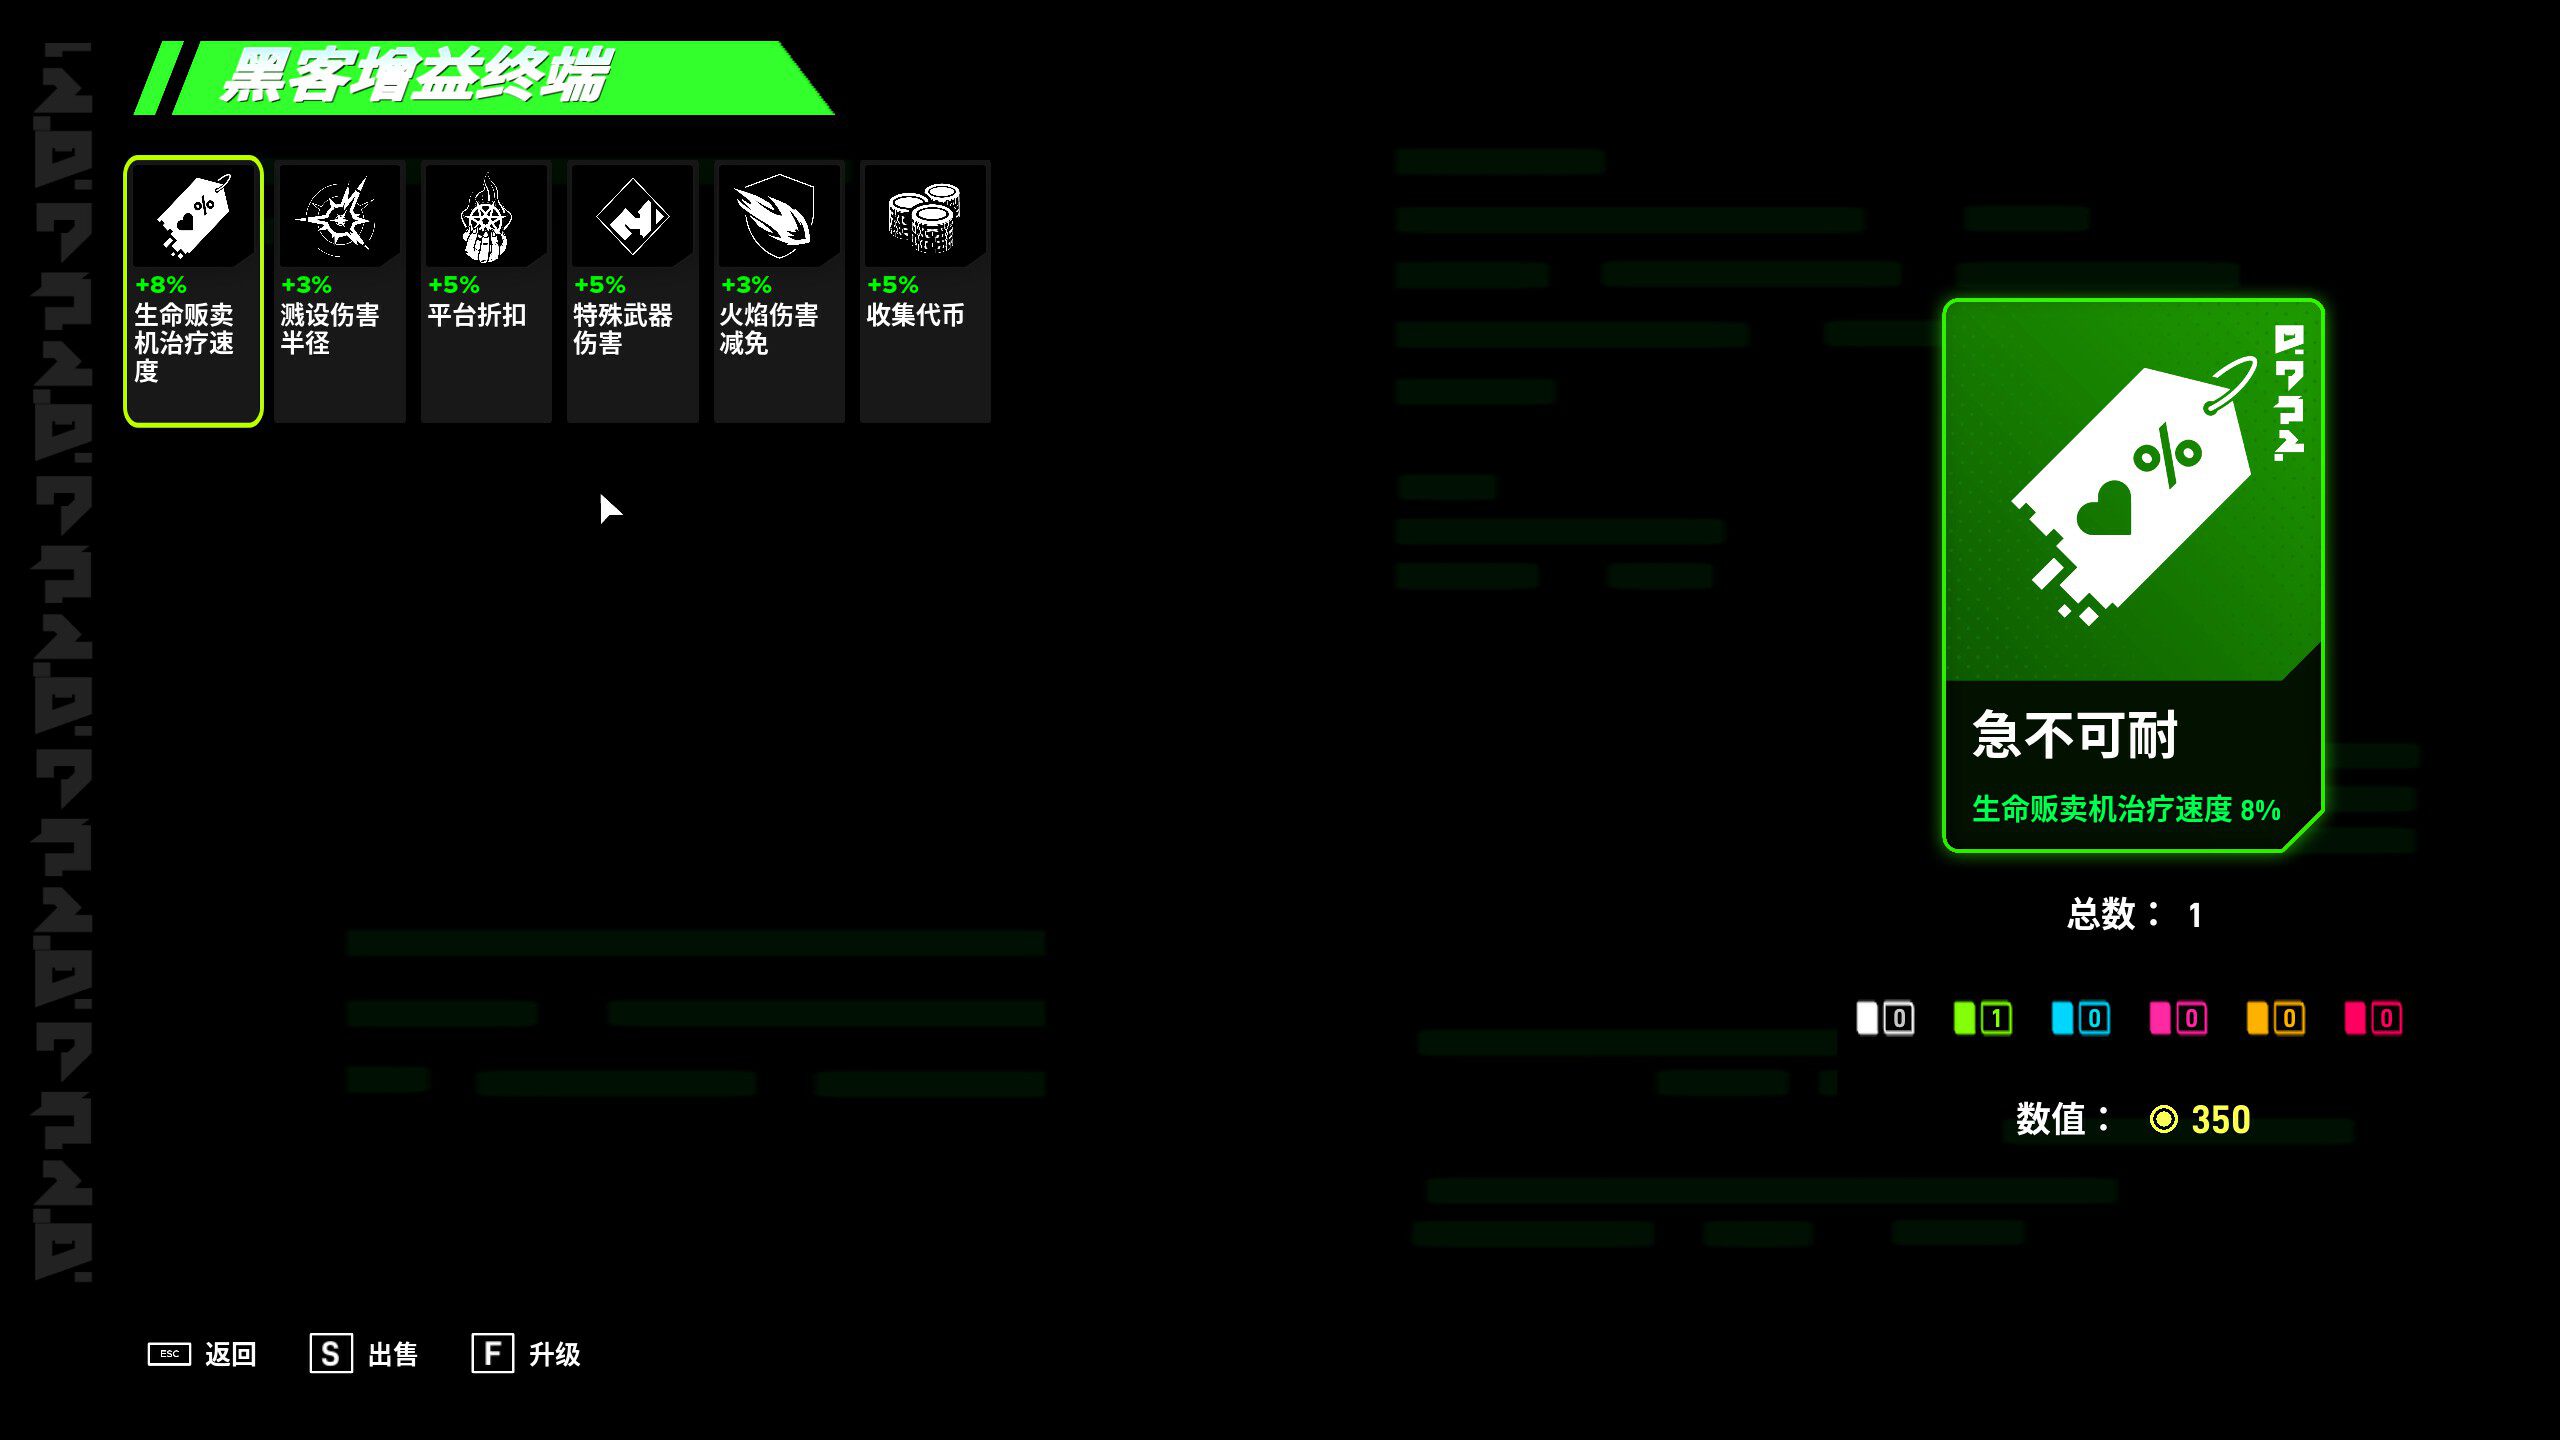 黑客增益终端
+8%
生命贩卖
机治疗速
度
+3%
溅设伤害
半径
+5%
平台折扣
+5%
特殊武器
伤害
+3%
火焰伤害
减免
+5%
收集代币
%
急不可耐
生命贩卖机治疗速度 8%
总数： 1
0 1 0 0 0 0
数值： 350
ESC 返回 S 出售 F 升级